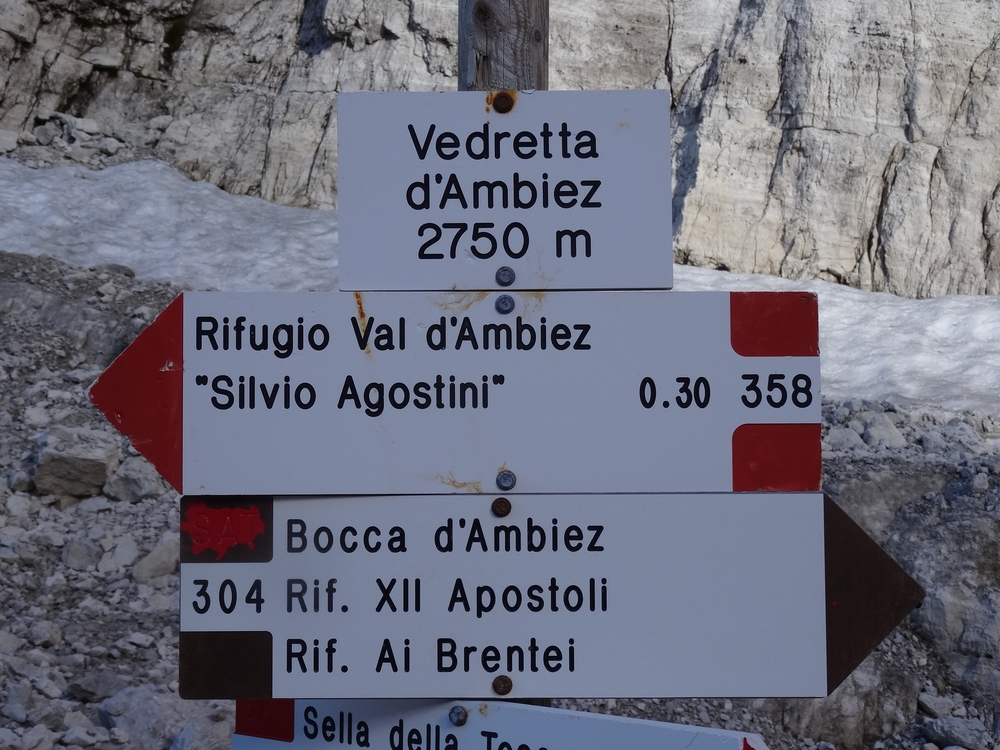 Vedretta
d'Ambiez
2750 m
Rifugio Val d'Ambiez
"Silvio Agostini" 0.30 358
SAT
Bocca d'Ambiez
304 Rif. XII Apostoli
Rif. Ai Brentei
Sella della